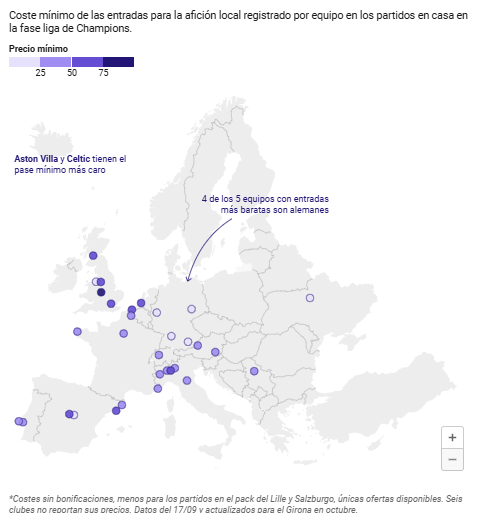 Coste mínimo de las entradas para la afición local registrado por equipo en los partidos en casa en
la fase liga de Champions.
Precio mínimo
25 50 75
Aston Villa y Celtic tienen el
pase mínimo más caro
4 de los 5 equipos con entradas
más baratas son alemanes
+
−
*Costes sin bonificaciones, menos para los partidos en el pack del Lille y Salzburgo, únicas ofertas disponibles. Seis
clubes no reportan sus precios. Datos del 17/09 y actualizados para el Girona en octubre.